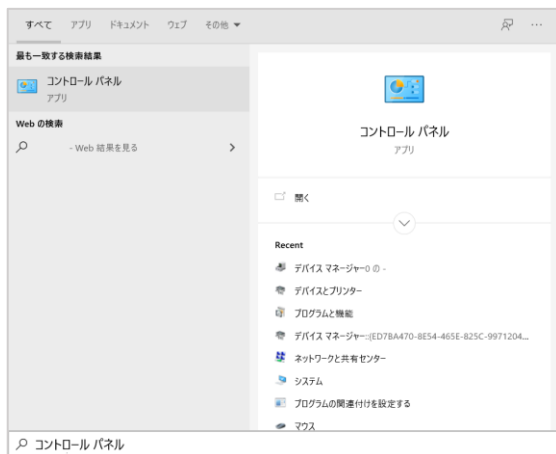 すべて アプリ ドキュメント ウェブ その他
最も一致する検索結果
コントロール パネル
アプリ
Web の検索
- Web 結果を見る
コントロール パネル
アプリ
開く
Recent
デバイス マネージャー0 の -
デバイスとプリンター
プログラムと機能
デバイス マネージャー::{ED7BA470-8E54-465E-825C-9971204...
ネットワークと共有センター
システム
プログラムの関連付けを設定する
マウス
コントロール パネル